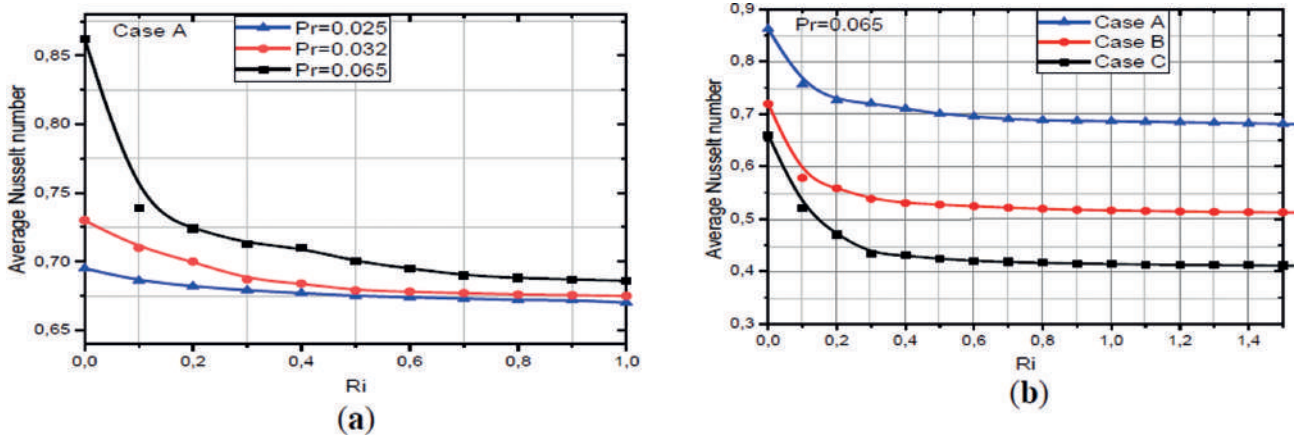 Case A
Pr=0.025
Pr=0.032
Pr=0.065
Average Nusselt number
0,85
0,80
0,75
0,70
0,65
0,0 0,2 0,4 0,6 0,8 1,0
Ri
(a)
Pr=0.065
Case A
Case B
Case C
Average Nusselt number
0,9
0,8
0,7
0,6
0,5
0,4
0,3
0,0 0,2 0,4 0,6 0,8 1,0 1,2 1,4
Ri
(b)